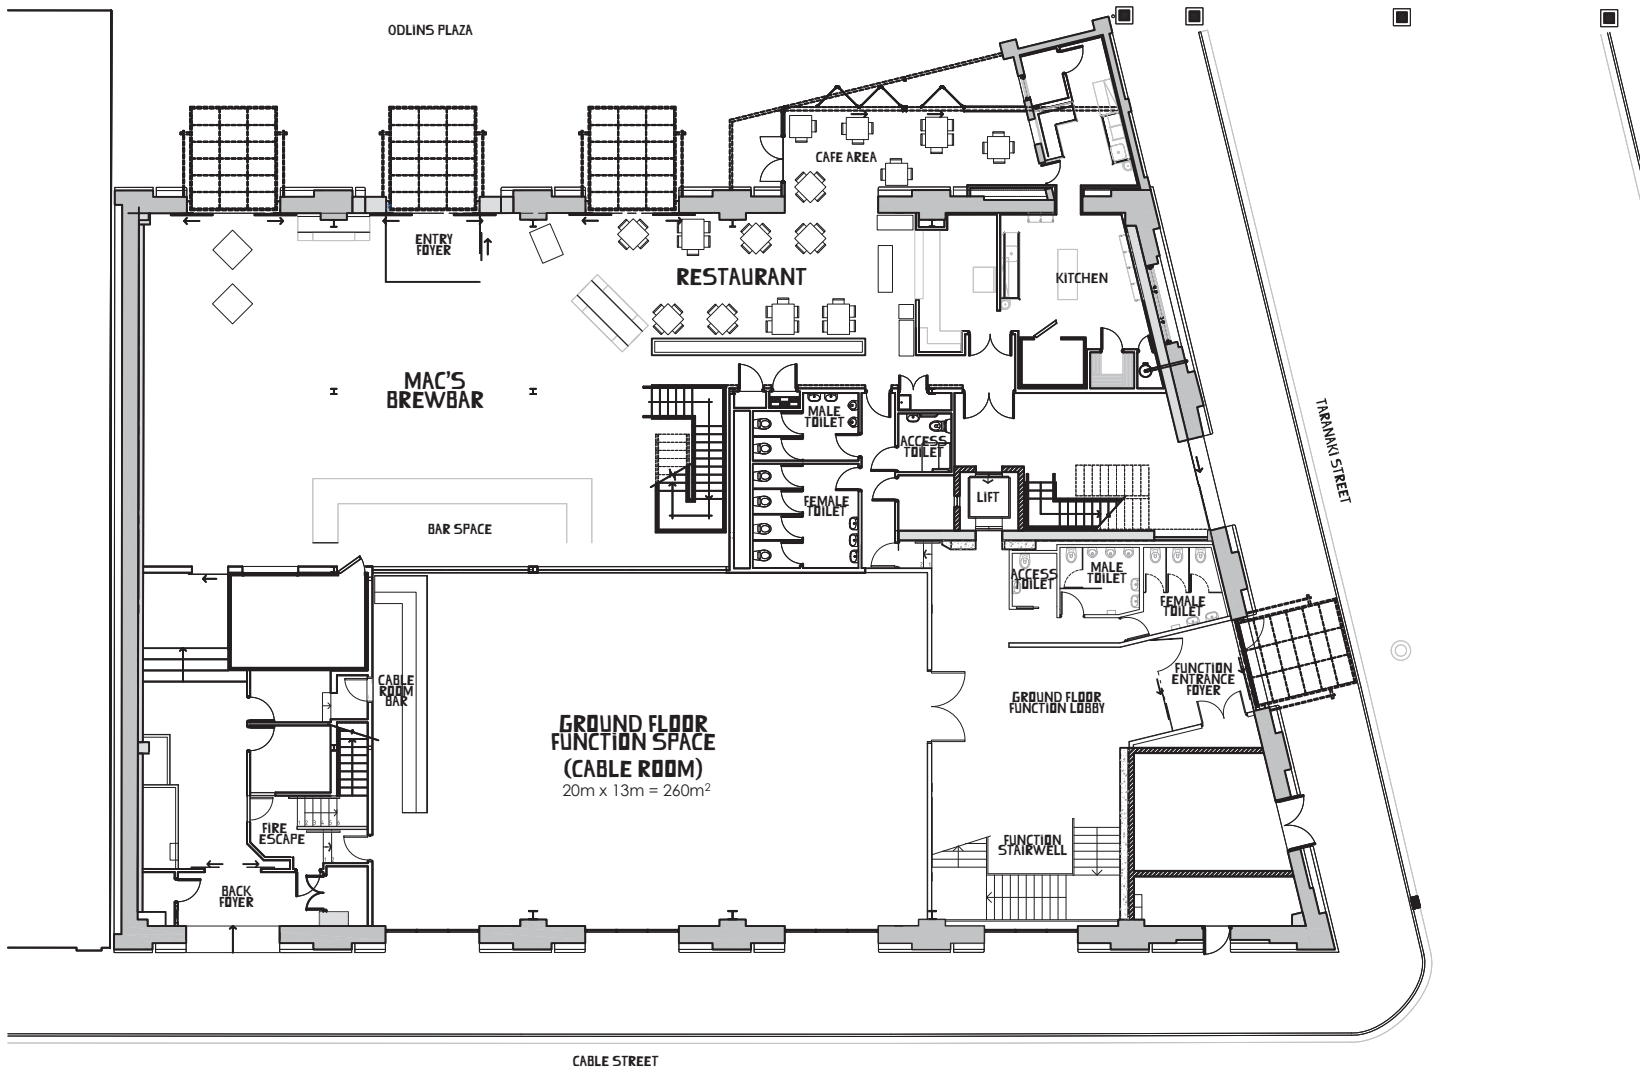 ODLINS PLAZA
CAFE AREA
ENTRY
FOYER
RESTAURANT
KITCHEN
MAC'S
BREWBAR
MALE
TOILET
ACCESS
TOILET
TARANAKI STREET
LIFT
FEMALE
TOILET
BAR SPACE
ACCESS
TOILET
MALE
TOILET
FEMALE
TOILET
CABLE
ROOM
BAR
FUNCTION
ENTRANCE
FOYER
GROUND FLOOR
FUNCTION LOBBY
GROUND FLOOR
FUNCTION SPACE
(CABLE ROOM)
20m x 13m = 260m²
FIRE
ESCAPE
FUNCTION
STAIRWELL
BACK
FOYER
CABLE STREET